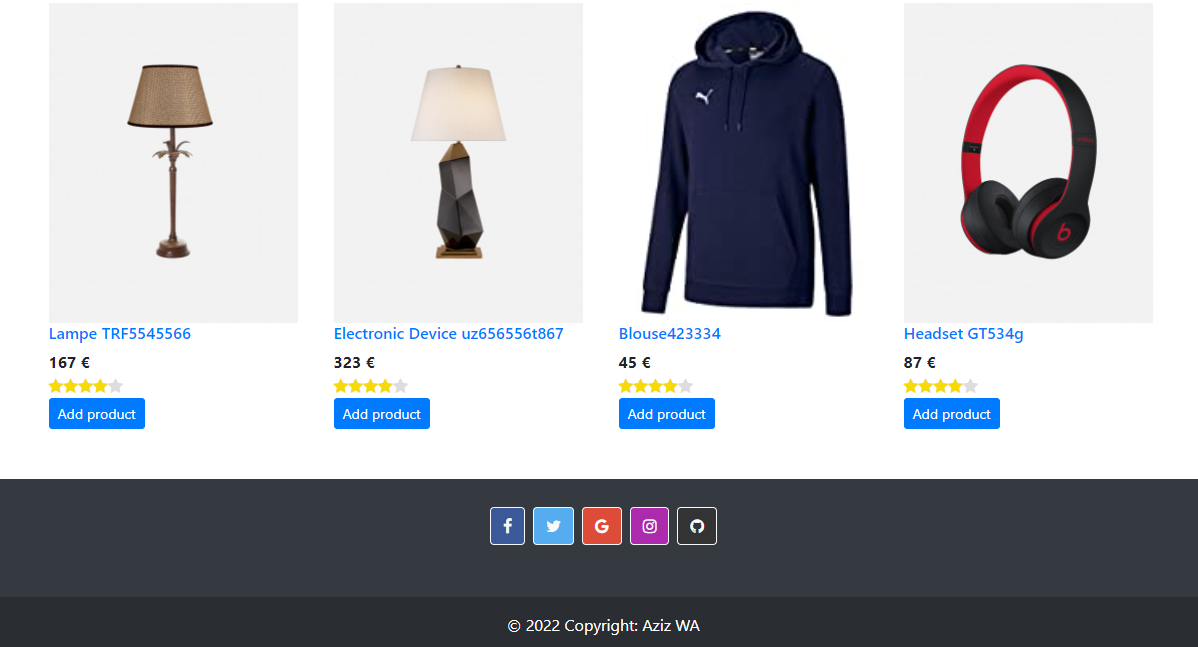 Lampe TRF5545566
167 €
Add product
Electronic Device uz656556t867
323 €
Add product
Blouse423334
45 €
Add product
Headset GT534g
87 €
Add product
© 2022 Copyright: Aziz WA